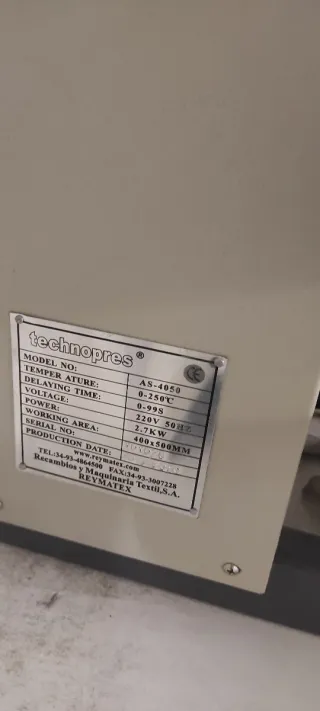 technopres®
CE
MODEL NO: AS-4050
TEMPER ATURE: 0-250℃
DELAYING TIME: 0-99S
VOLTAGE: 220V 50HZ
POWER: 2.7KW
WORKING AREA: 400x500MM
SERIAL NO:
PRODUCTION DATE:
www.reymatex.com
TEL:34-93-4864500 FAX:34-93-3007228
Recambios y Maquinaria Textil,S.A.
REYMATEX